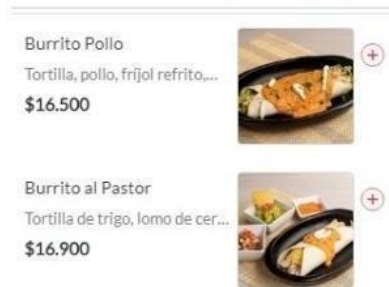 Burrito Pollo
Tortilla, pollo, fríjol refrito,...
$16.500
Burrito al Pastor
Tortilla de trigo, lomo de cer...
$16.900